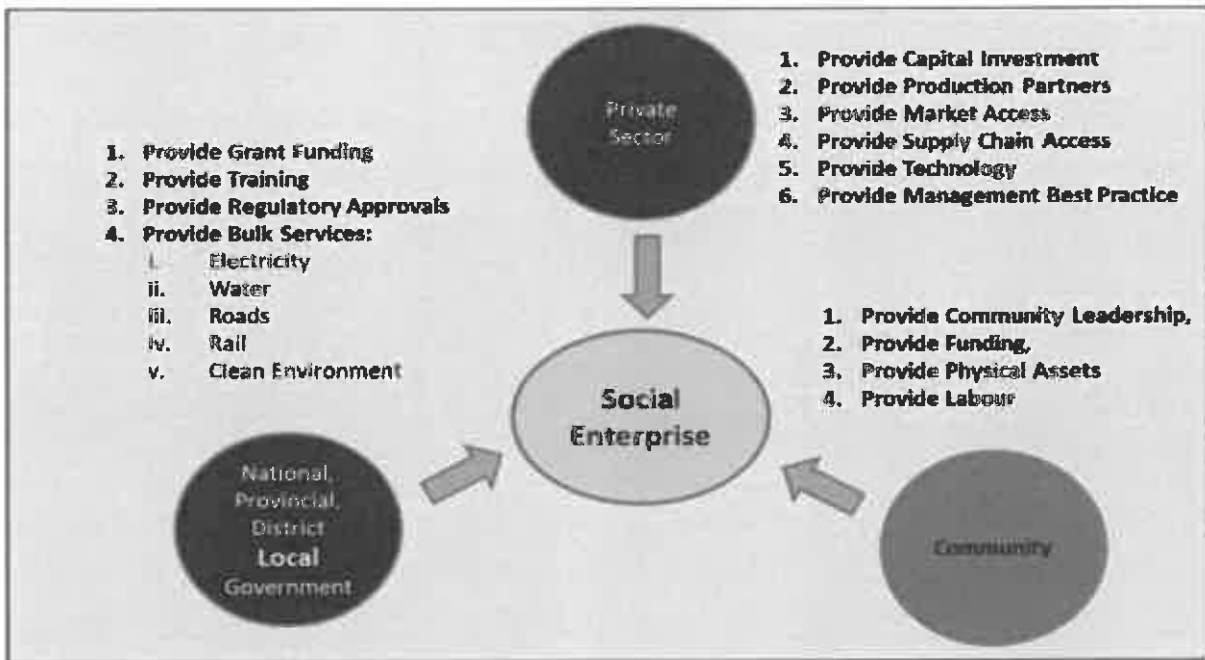 Private
Sector
1. Provide Capital Investment
2. Provide Production Partners
3. Provide Market Access
4. Provide Supply Chain Access
5. Provide Technology
6. Provide Management Best Practice
1. Provide Grant Funding
2. Provide Training
3. Provide Regulatory Approvals
4. Provide Bulk Services:
i. Electricity
ii. Water
iii. Roads
iv. Rail
v. Clean Environment
1. Provide Community Leadership,
2. Provide Funding,
3. Provide Physical Assets
4. Provide Labour
Social
Enterprise
National,
Provincial,
District
Local
Government
Community